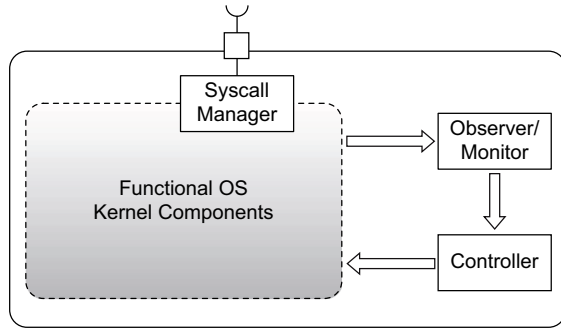 Syscall
Manager
Observer/
Monitor
Functional OS
Kernel Components
Controller